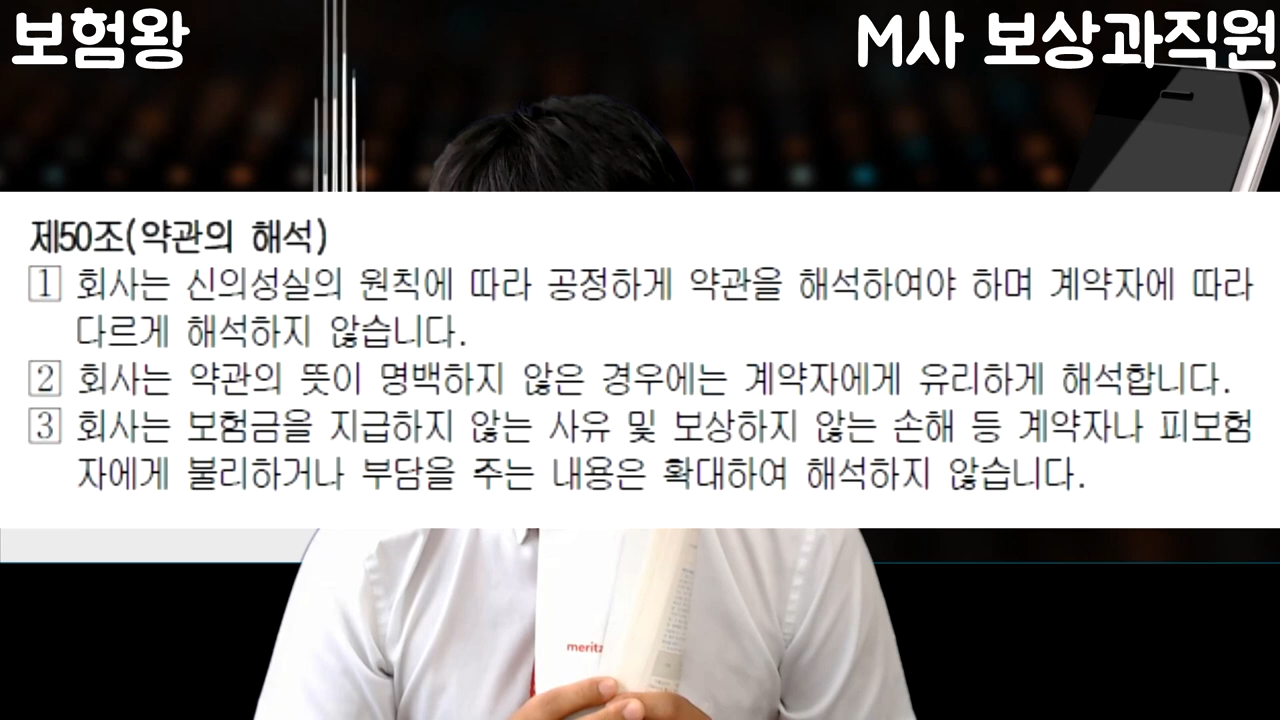 보험왕
M사 보상과직원
제50조(약관의 해석)
1 회사는 신의성실의 원칙에 따라 공정하게 약관을 해석하여야 하며 계약자에 따라
다르게 해석하지 않습니다.
2 회사는 약관의 뜻이 명백하지 않은 경우에는 계약자에게 유리하게 해석합니다.
3 회사는 보험금을 지급하지 않는 사유 및 보상하지 않는 손해 등 계약자나 피보험
자에게 불리하거나 부담을 주는 내용은 확대하여 해석하지 않습니다.
meritz